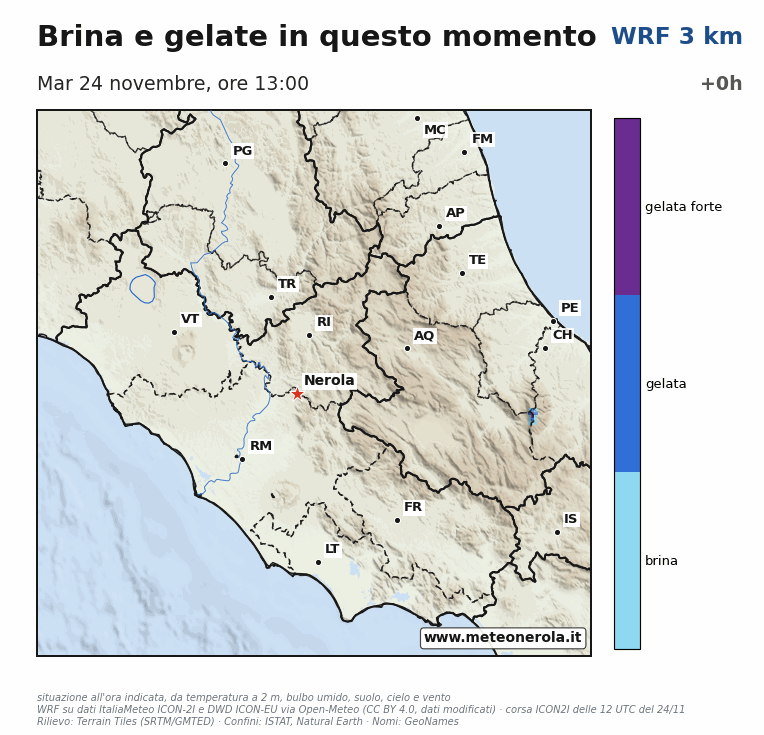 Brina e gelate in questo momento WRF 3 km
Mar 24 novembre, ore 13:00 +0h
MC
FM
PG
AP
TE
TR
PE
VT
RI
AQ
CH
Nerola
RM
FR
IS
LT
www.meteonerola.it
gelata forte
gelata
brina
situazione all'ora indicata, da temperatura a 2 m, bulbo umido, suolo, cielo e vento
WRF su dati ItaliaMeteo ICON-2I e DWD ICON-EU via Open-Meteo (CC BY 4.0, dati modificati) · corsa ICON2I delle 12 UTC del 24/11
Rilievo: Terrain Tiles (SRTM/GMTED) · Confini: ISTAT, Natural Earth · Nomi: GeoNames